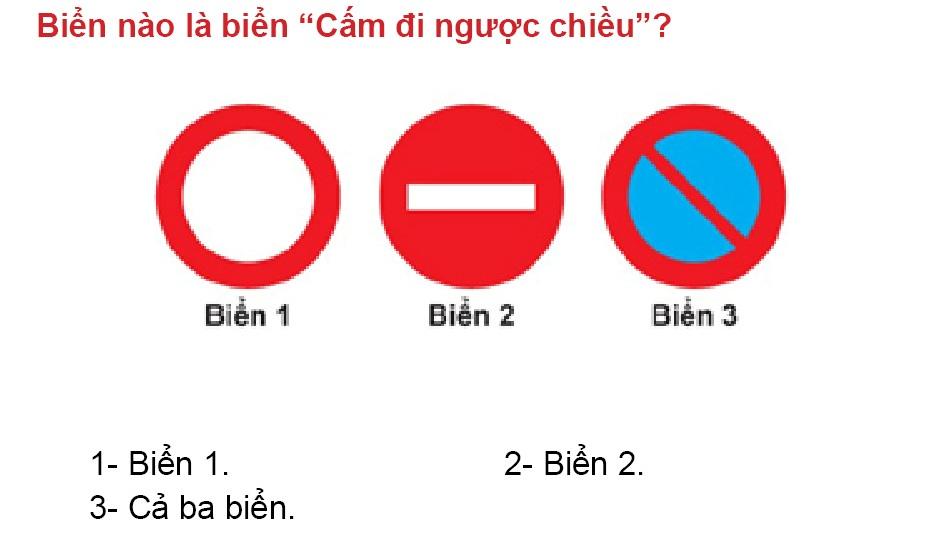 Biển nào là biển “Cấm đi ngược chiều”?
Biển 1 Biển 2 Biển 3
1- Biển 1. 2- Biển 2.
3- Cả ba biển.